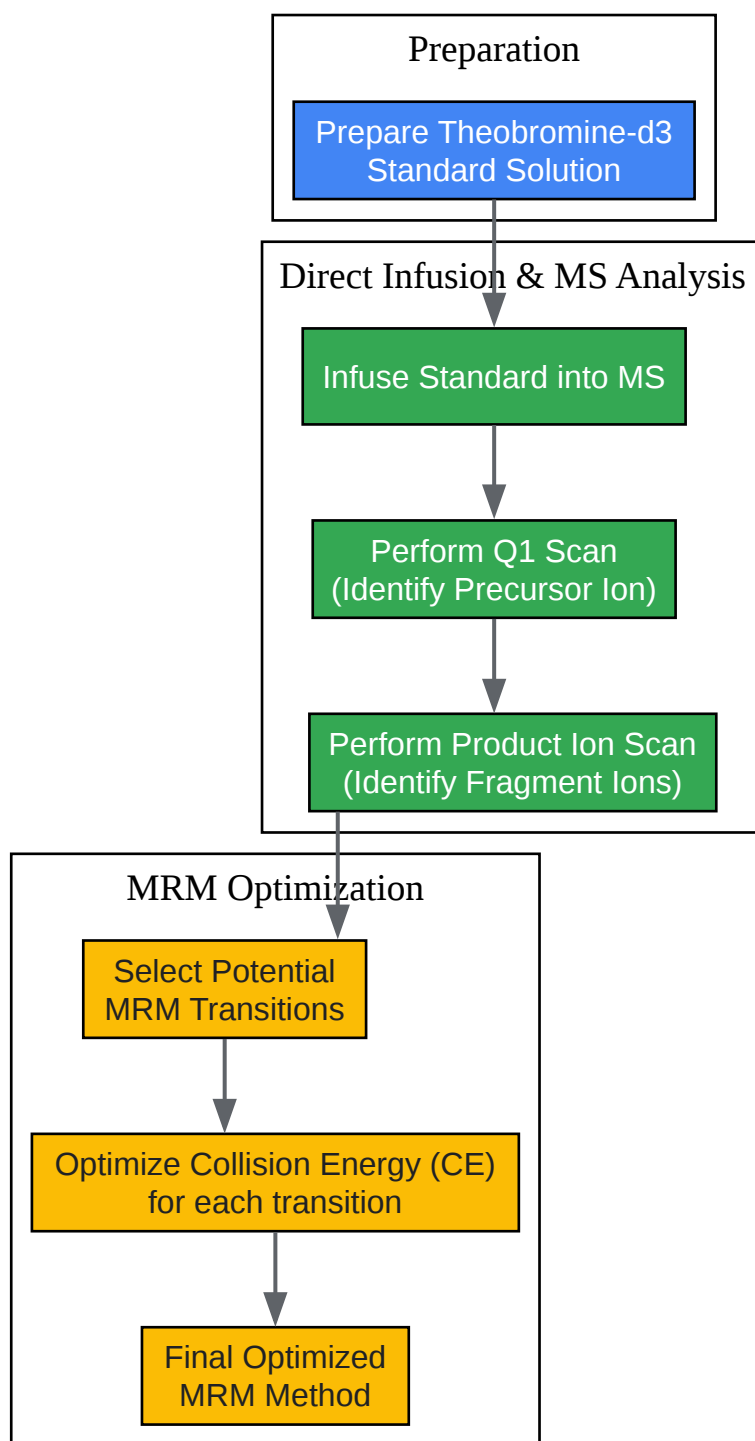 Preparation
Prepare Theobromine-d3
Standard Solution
Direct Infusion & MS Analysis
Infuse Standard into MS
Perform Q1 Scan
(Identify Precursor Ion)
Perform Product Ion Scan
(Identify Fragment Ions)
MRM Optimization
Select Potential
MRM Transitions
Optimize Collision Energy (CE)
for each transition
Final Optimized
MRM Method